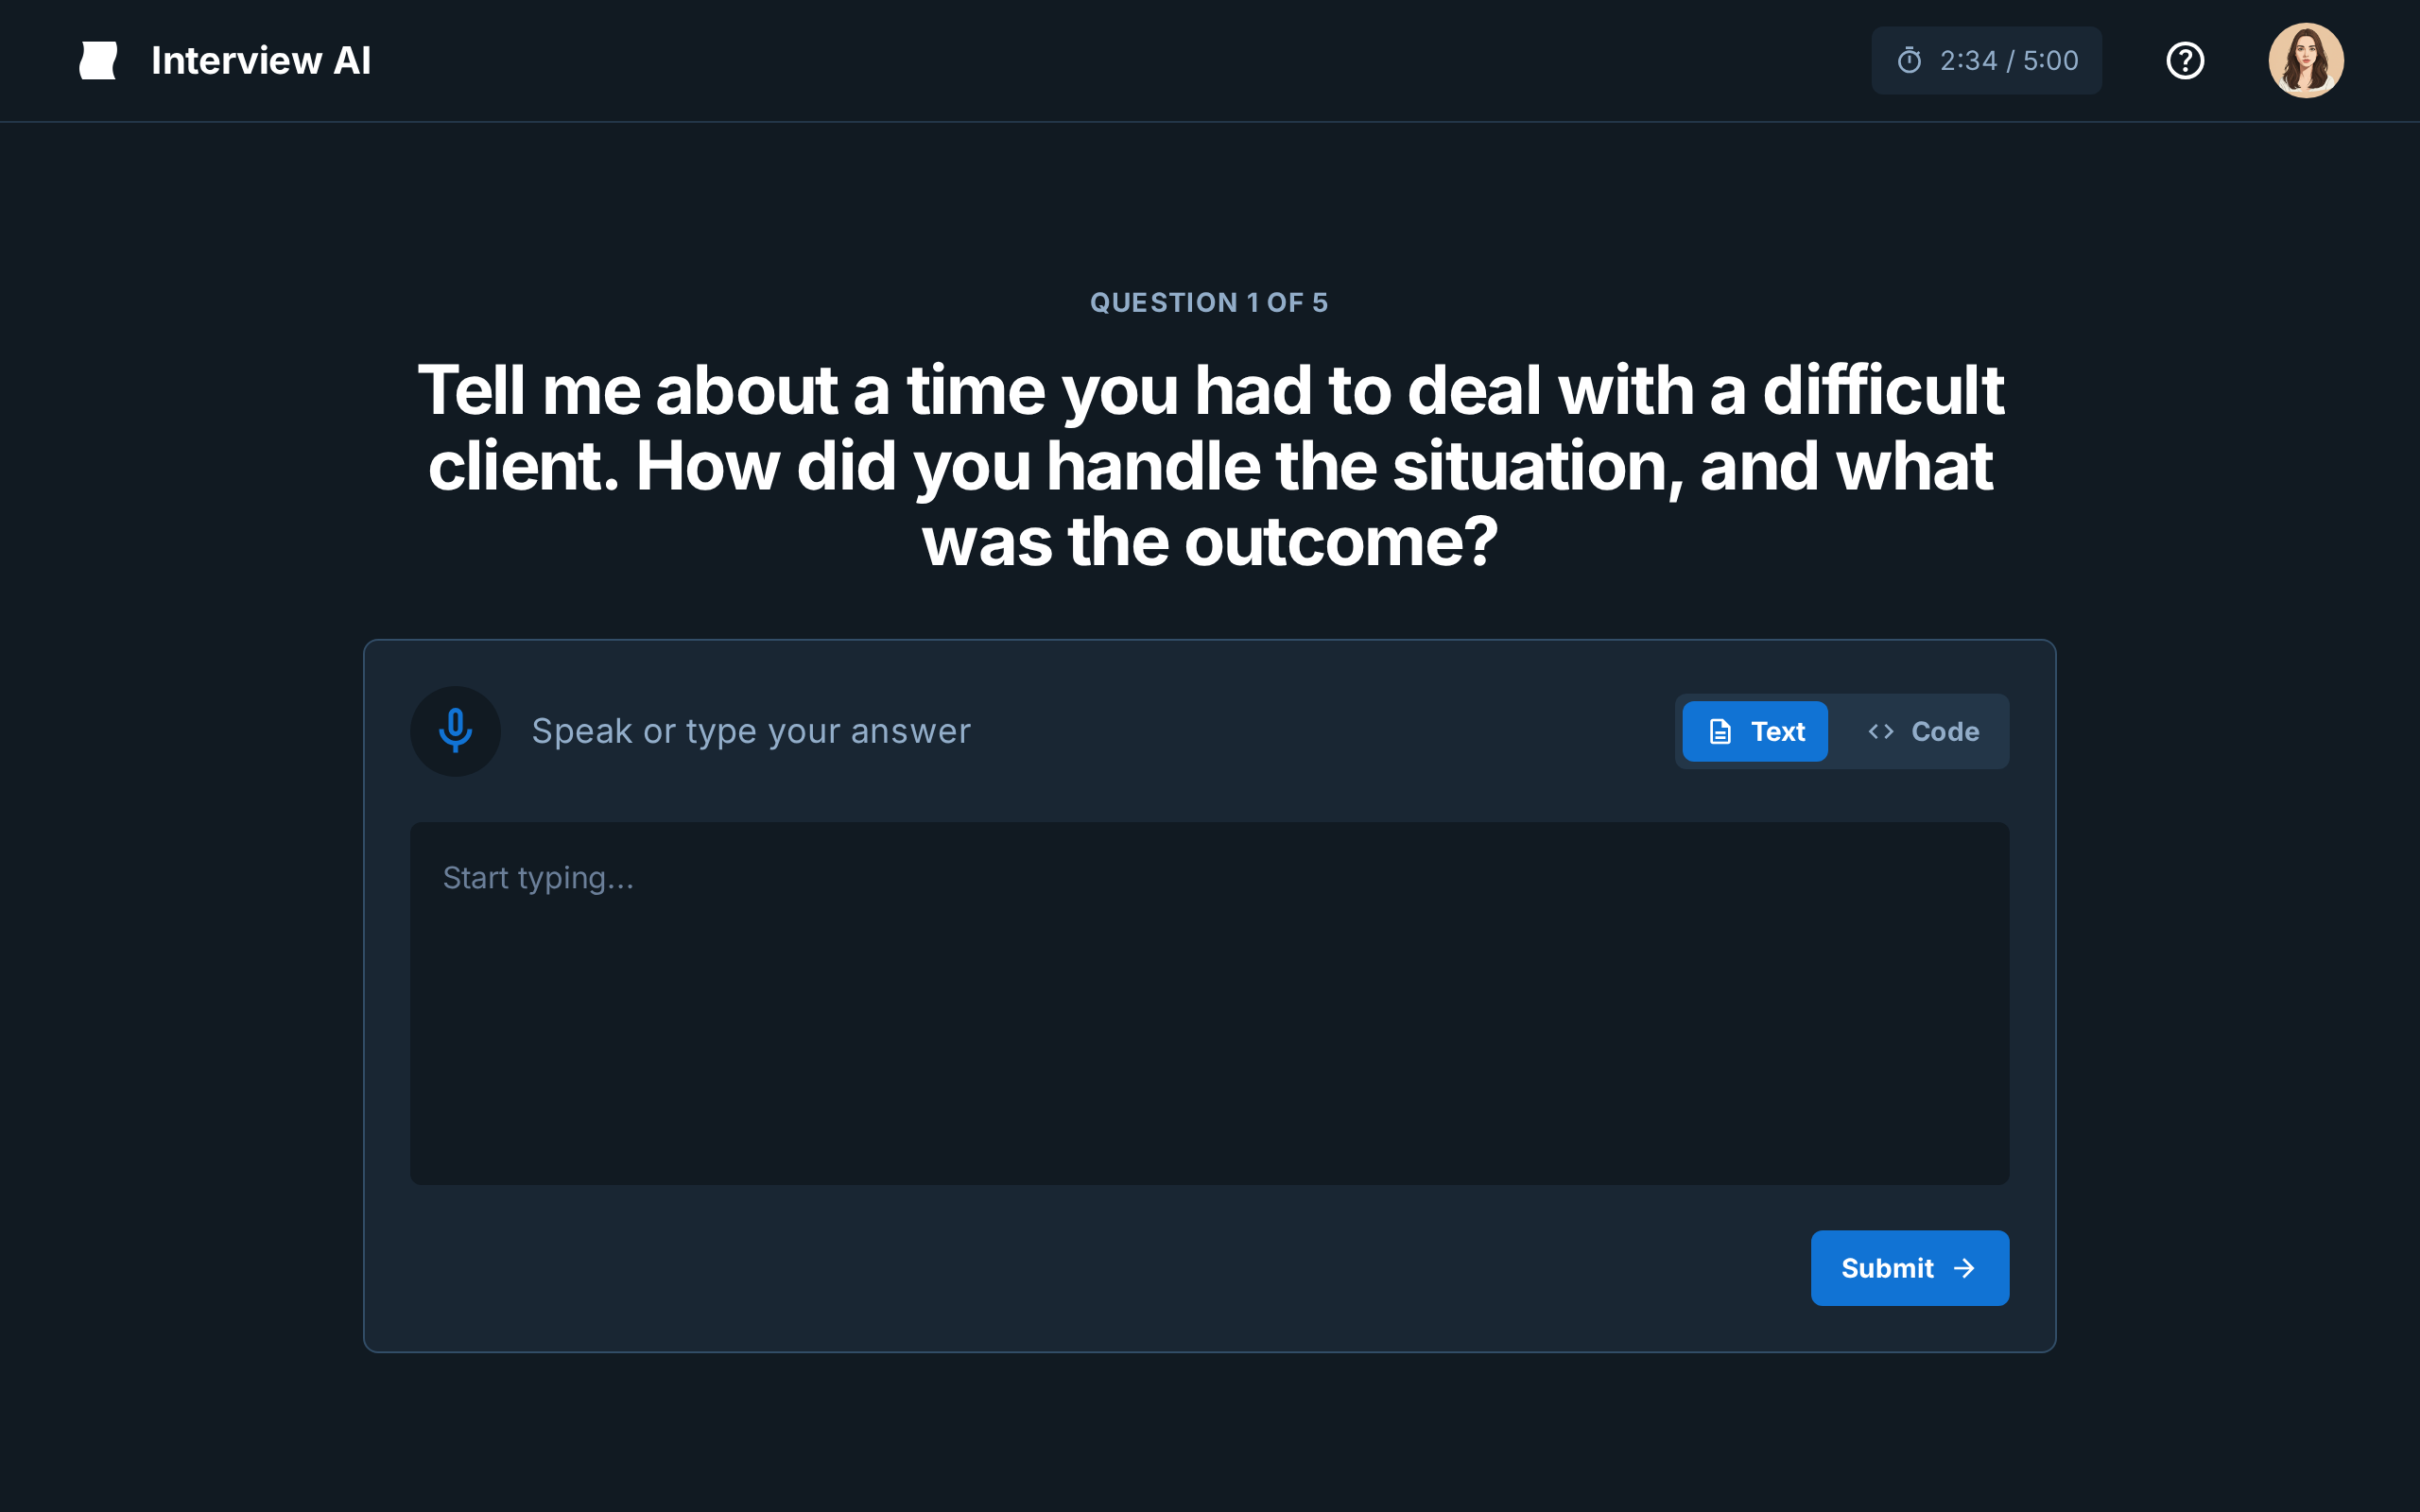 Interview AI
2:34 / 5:00
QUESTION 1 OF 5
Tell me about a time you had to deal with a difficult
client. How did you handle the situation, and what
was the outcome?
Speak or type your answer
Text
Code
Start typing...
Submit